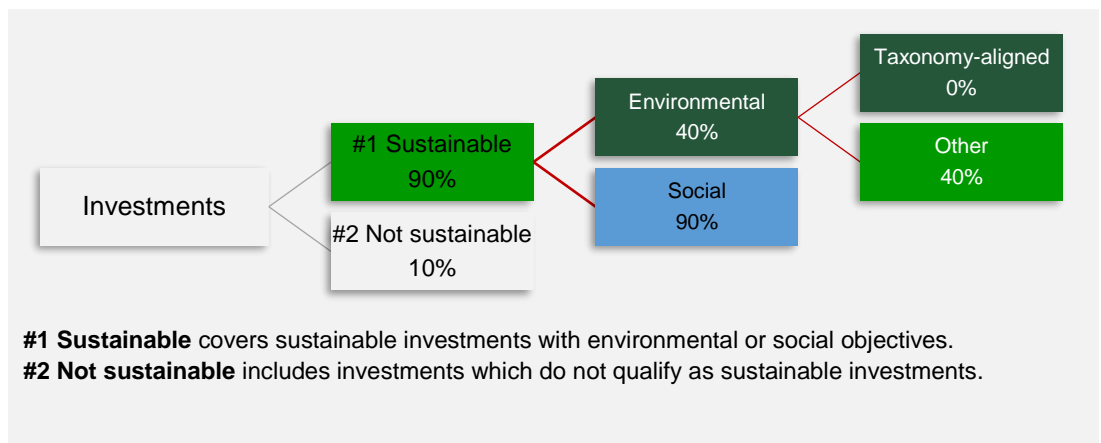 Investments
#1 Sustainable
90%
#2 Not sustainable
10%
Environmental
40%
Social
90%
Taxonomy-aligned
0%
Other
40%
#1 Sustainable covers sustainable investments with environmental or social objectives.
#2 Not sustainable includes investments which do not qualify as sustainable investments.